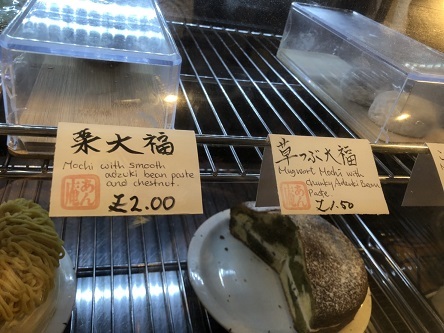 栗大福
Mochi with smooth
adzuki bean paste
and chestnut.
£2.00
草つぶ大福
Mugwort Mochi with
Chunky Adzuki Bean
Paste
£1.50